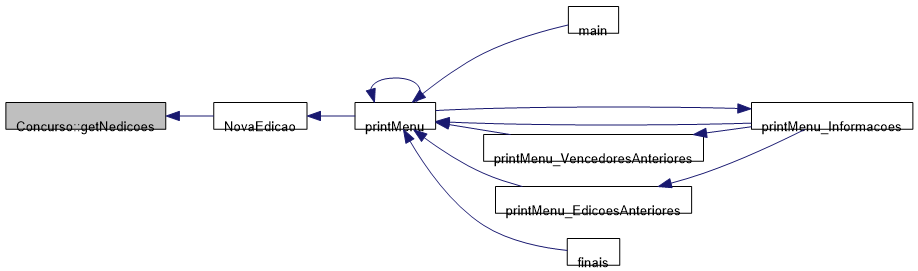 main
Concurso::getNedicoes
NovaEdicao
printMenu
printMenu_Informacoes
printMenu_VencedoresAnteriores
printMenu_EdicoesAnteriores
finais